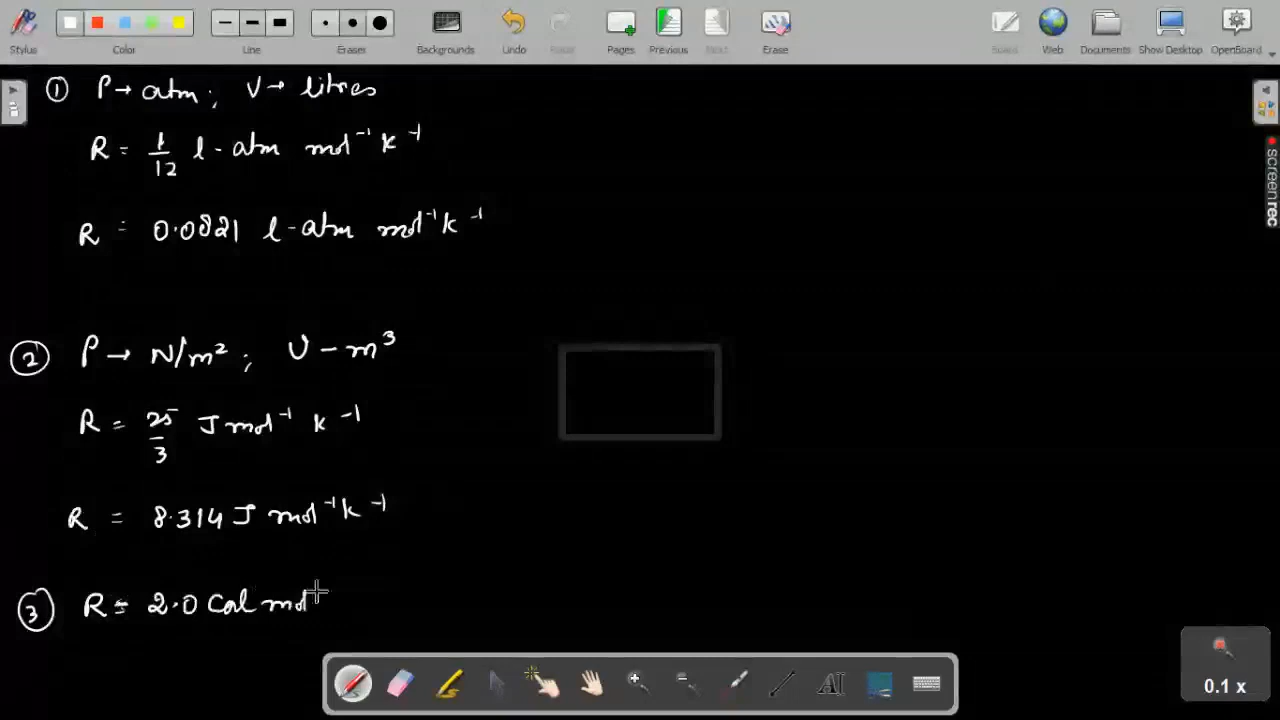 Stylus Color Line Eraser Backgrounds Undo Pages Previous Erase Web Documents Show Desktop OpenBoard
① P → atm ; V → litres
R = 1/12 l - atm mol⁻¹ k⁻¹
R = 0.0821 l - atm mol⁻¹ k⁻¹
② P → N/m² ; V - m³
R = 25/3 J mol⁻¹ k⁻¹
R = 8.314 J mol⁻¹ k⁻¹
③ R = 2.0 Cal mol
screenrec
0.1 x